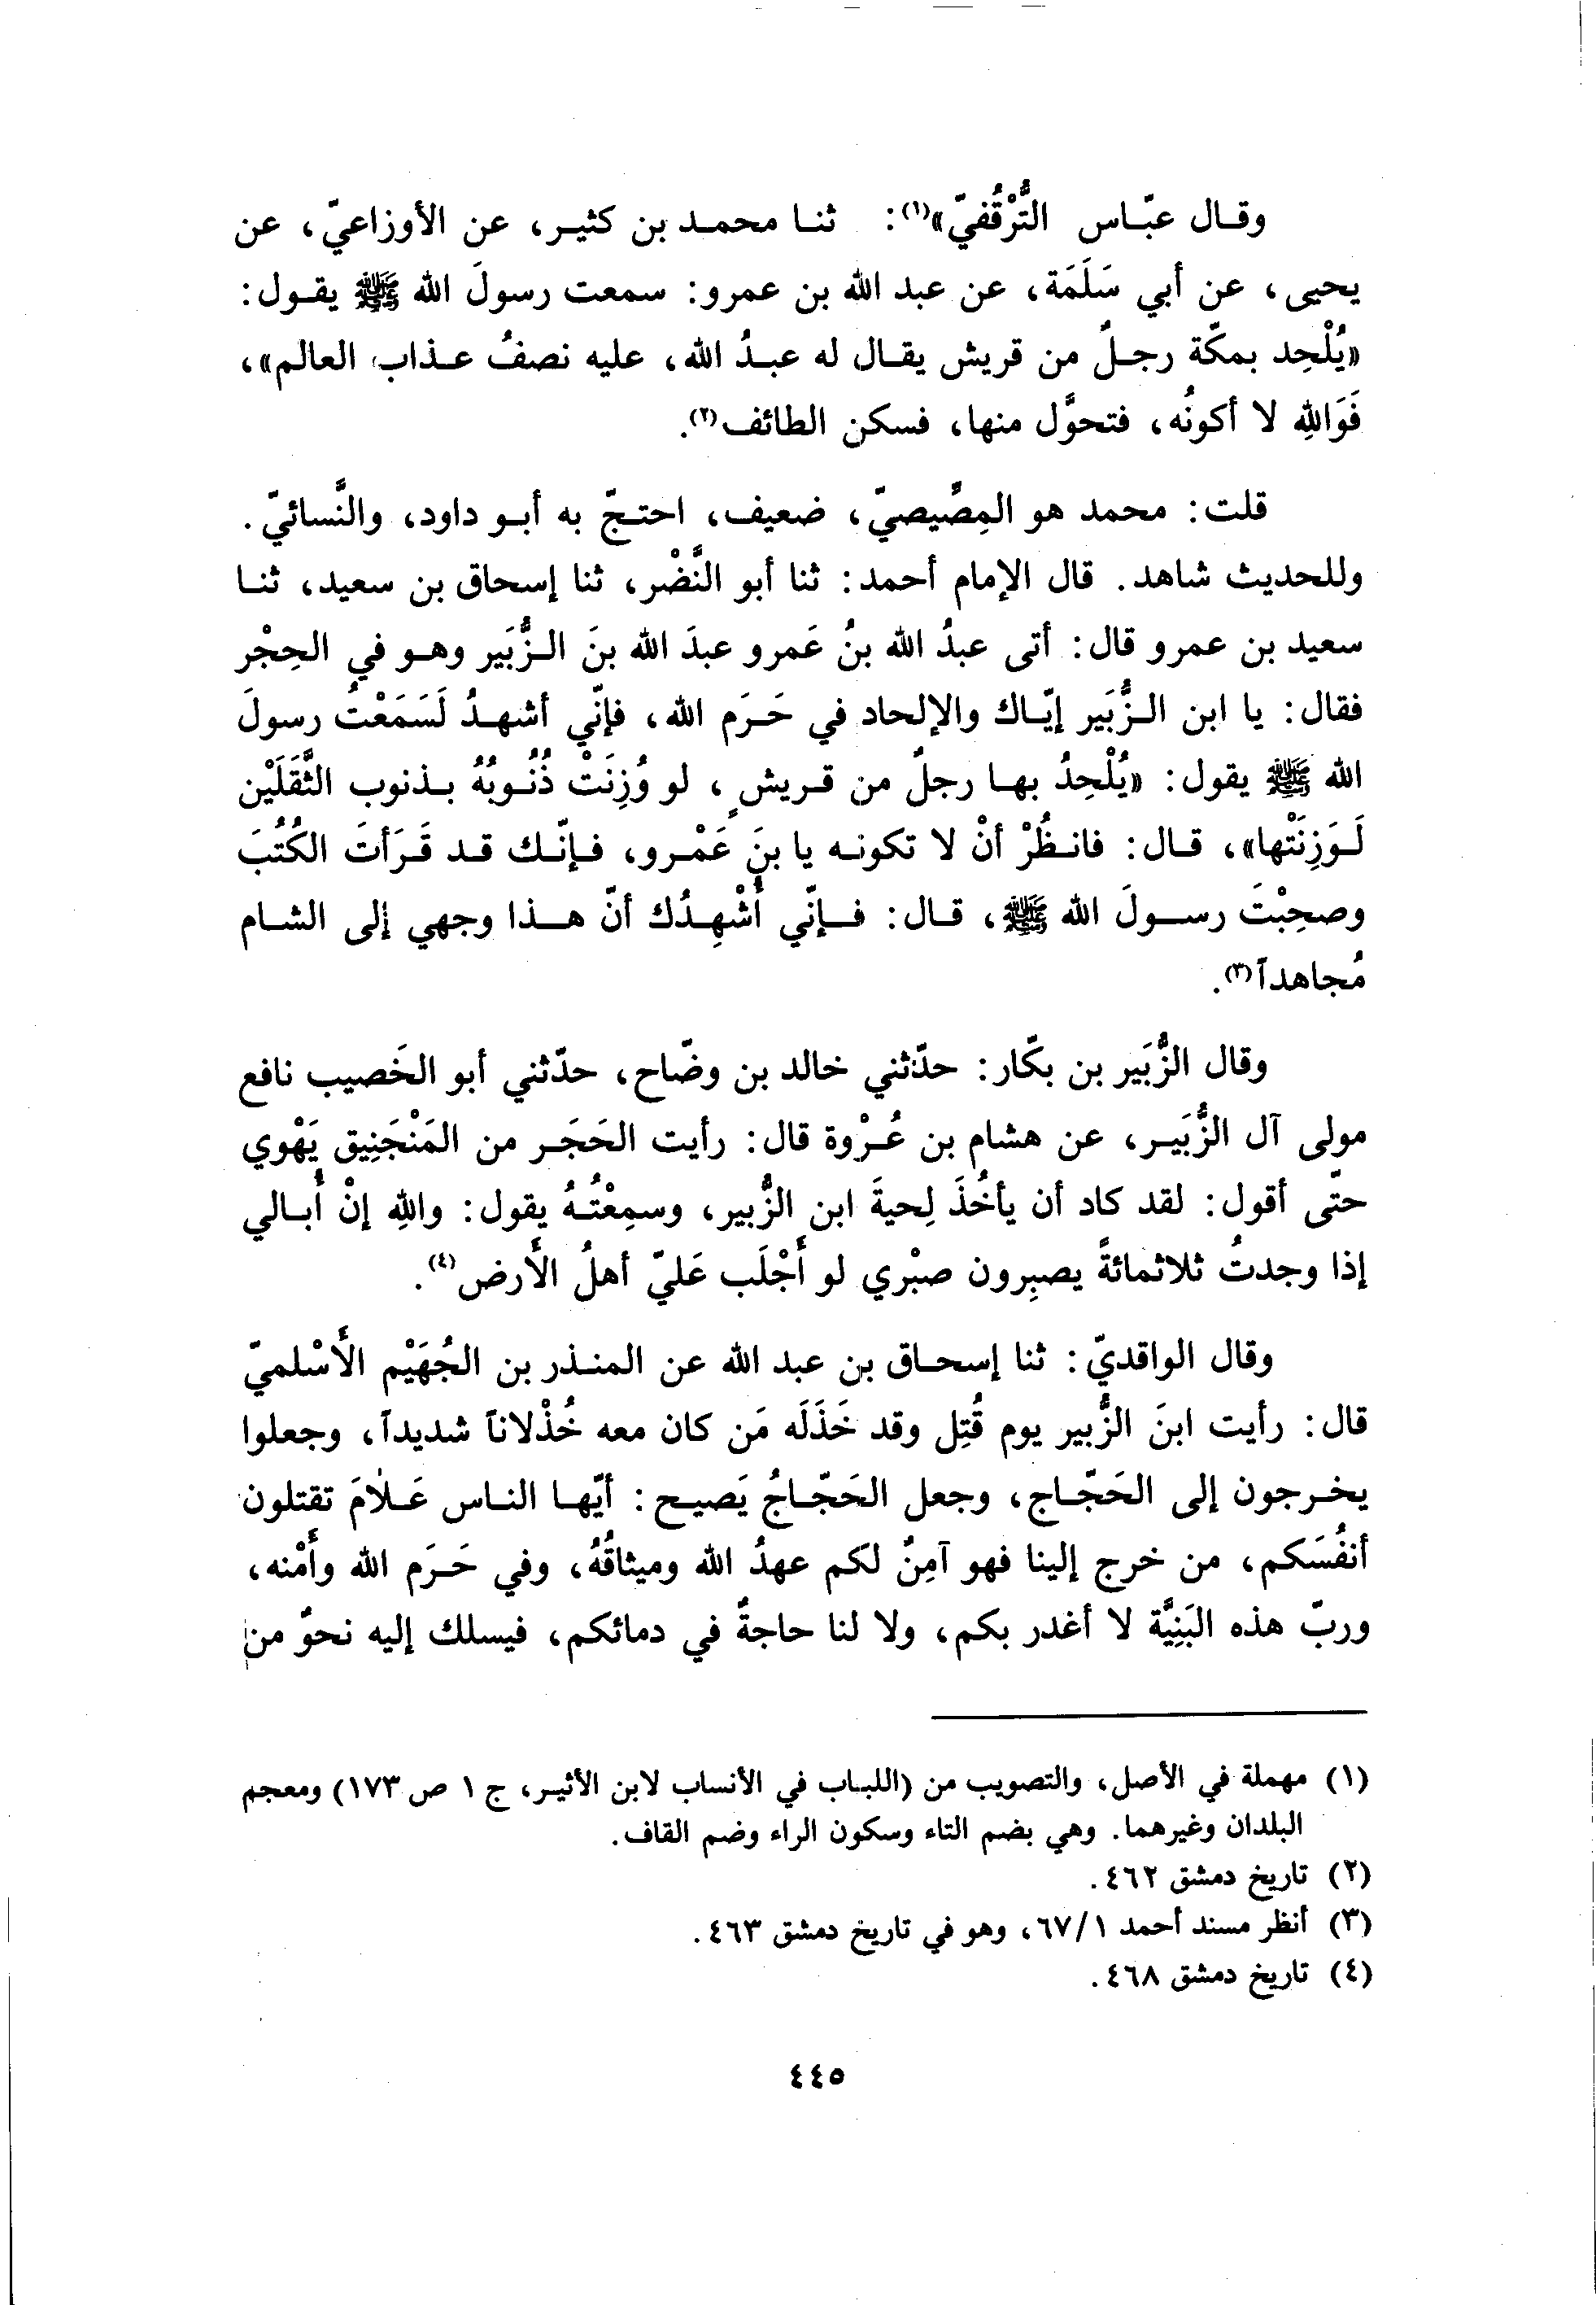 وقال عبّاس التُّرْقُفيّ»(١): ثنا محمد بن كثير، عن الأوزاعيّ، عن
يحيى، عن أبي سَلَمَة، عن عبد الله بن عمرو: سمعت رسولَ الله ﷺ يقول:
«يُلْحِد بمكّة رجلٌ من قريش يقال له عبدُ الله، عليه نصفُ عذاب العالم»،
فَوَاللهِ لا أكونُه، فتحوَّل منها، فسكن الطائف(٢).
قلت: محمد هو المِصِّيصيّ، ضعيف، احتجّ به أبو داود، والنَّسائيّ.
وللحديث شاهد. قال الإمام أحمد: ثنا أبو النَّضْر، ثنا إسحاق بن سعيد، ثنا
سعيد بن عمرو قال: أتى عبدُ الله بنُ عَمرو عبدَ الله بنَ الزُّبَير وهو في الحِجْر
فقال: يا ابن الزُّبَير إيّاك والإلحاد في حَرَم الله، فإنّي أشهدُ لَسَمَعْتُ رسولَ
الله ﷺ يقول: «يُلْحِدُ بها رجلٌ من قريشٍ، لو وُزِنَتْ ذُنُوبُهُ بذنوب الثَّقَلَيْن
لَوَزِنَتْها»، قال: فانظُرْ أنْ لا تكونه يا بنَ عَمْرو، فإنّك قد قَرَأتَ الكُتُبَ
وصحِبْتَ رسولَ الله ﷺ، قال: فإنّي أُشْهِدُك أنّ هذا وجهي إلى الشام
مُجاهداً(٣).
وقال الزُّبَير بن بكّار: حدّثني خالد بن وضّاح، حدّثني أبو الخَصيب نافع
مولى آل الزُّبَير، عن هشام بن عُرْوة قال: رأيت الحَجَر من المَنْجَنِيق يَهْوي
حتّى أقول: لقد كاد أن يأخُذَ لِحيةَ ابن الزُّبير، وسمِعْتُهُ يقول: واللهِ إنْ أُبالي
إذا وجدتُ ثلاثمائةً يصبِرون صبْري لو أَجْلَب عَليّ أهلُ الأرض(٤).
وقال الواقديّ: ثنا إسحاق بن عبد الله عن المنذر بن الجُهَيْم الأَسْلميّ
قال: رأيت ابنَ الزُّبير يوم قُتِل وقد خَذَلَه مَن كان معه خُذْلاناً شديداً، وجعلوا
يخرجون إلى الحَجّاج، وجعل الحَجّاجُ يَصيح: أيّها الناس عَلامَ تقتلون
أنفُسَكم، من خرج إلينا فهو آمِنٌ لكم عهدُ الله وميثاقُهُ، وفي حَرَم الله وأَمْنه،
وربّ هذه البَنِيَّة لا أغدر بكم، ولا لنا حاجةٌ في دمائكم، فيسلك إليه نحوٌ من
(١) مهملة في الأصل، والتصويب من (اللباب في الأنساب لابن الأثير، ج ١ ص ١٧٣) ومعجم
البلدان وغيرهما. وهي بضم التاء وسكون الراء وضم القاف.
(٢) تاريخ دمشق ٤٦٢.
(٣) أنظر مسند أحمد ٦٧/١، وهو في تاريخ دمشق ٤٦٣.
(٤) تاريخ دمشق ٤٦٨.
٤٤٥